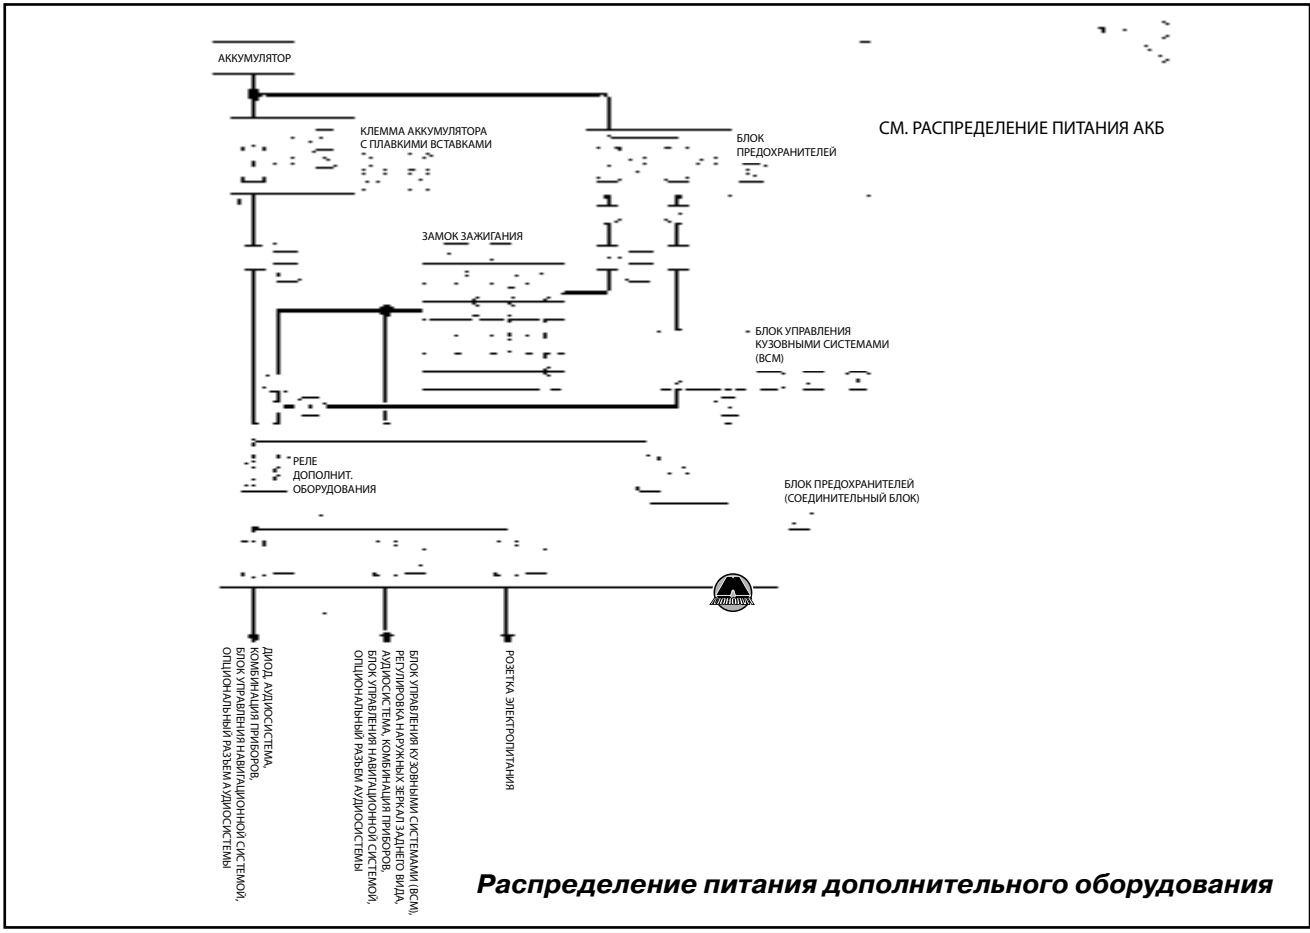 АККУМУЛЯТОР
КЛЕММА АККУМУЛЯТОРА
С ПЛАВКИМИ ВСТАВКАМИ
БЛОК
ПРЕДОХРАНИТЕЛЕЙ
СМ. РАСПРЕДЕЛЕНИЕ ПИТАНИЯ АКБ
ЗАМОК ЗАЖИГАНИЯ
БЛОК УПРАВЛЕНИЯ
КУЗОВНЫМИ СИСТЕМАМИ
(BCM)
РЕЛЕ
ДОПОЛНИТ.
ОБОРУДОВАНИЯ
БЛОК ПРЕДОХРАНИТЕЛЕЙ
(СОЕДИНИТЕЛЬНЫЙ БЛОК)
ДИОД, АУДИОСИСТЕМА,
КОМБИНАЦИЯ ПРИБОРОВ,
БЛОК УПРАВЛЕНИЯ НАВИГАЦИОННОЙ СИСТЕМОЙ,
ОПЦИОНАЛЬНЫЙ РАЗЪЕМ АУДИОСИСТЕМЫ
БЛОК УПРАВЛЕНИЯ КУЗОВНЫМИ СИСТЕМАМИ (BCM),
РЕГУЛИРОВКА НАРУЖНЫХ ЗЕРКАЛ ЗАДНЕГО ВИДА,
АУДИОСИСТЕМА, КОМБИНАЦИЯ ПРИБОРОВ,
БЛОК УПРАВЛЕНИЯ НАВИГАЦИОННОЙ СИСТЕМОЙ,
ОПЦИОНАЛЬНЫЙ РАЗЪЕМ АУДИОСИСТЕМЫ
РОЗЕТКА ЭЛЕКТРОПИТАНИЯ
Распределение питания дополнительного оборудования